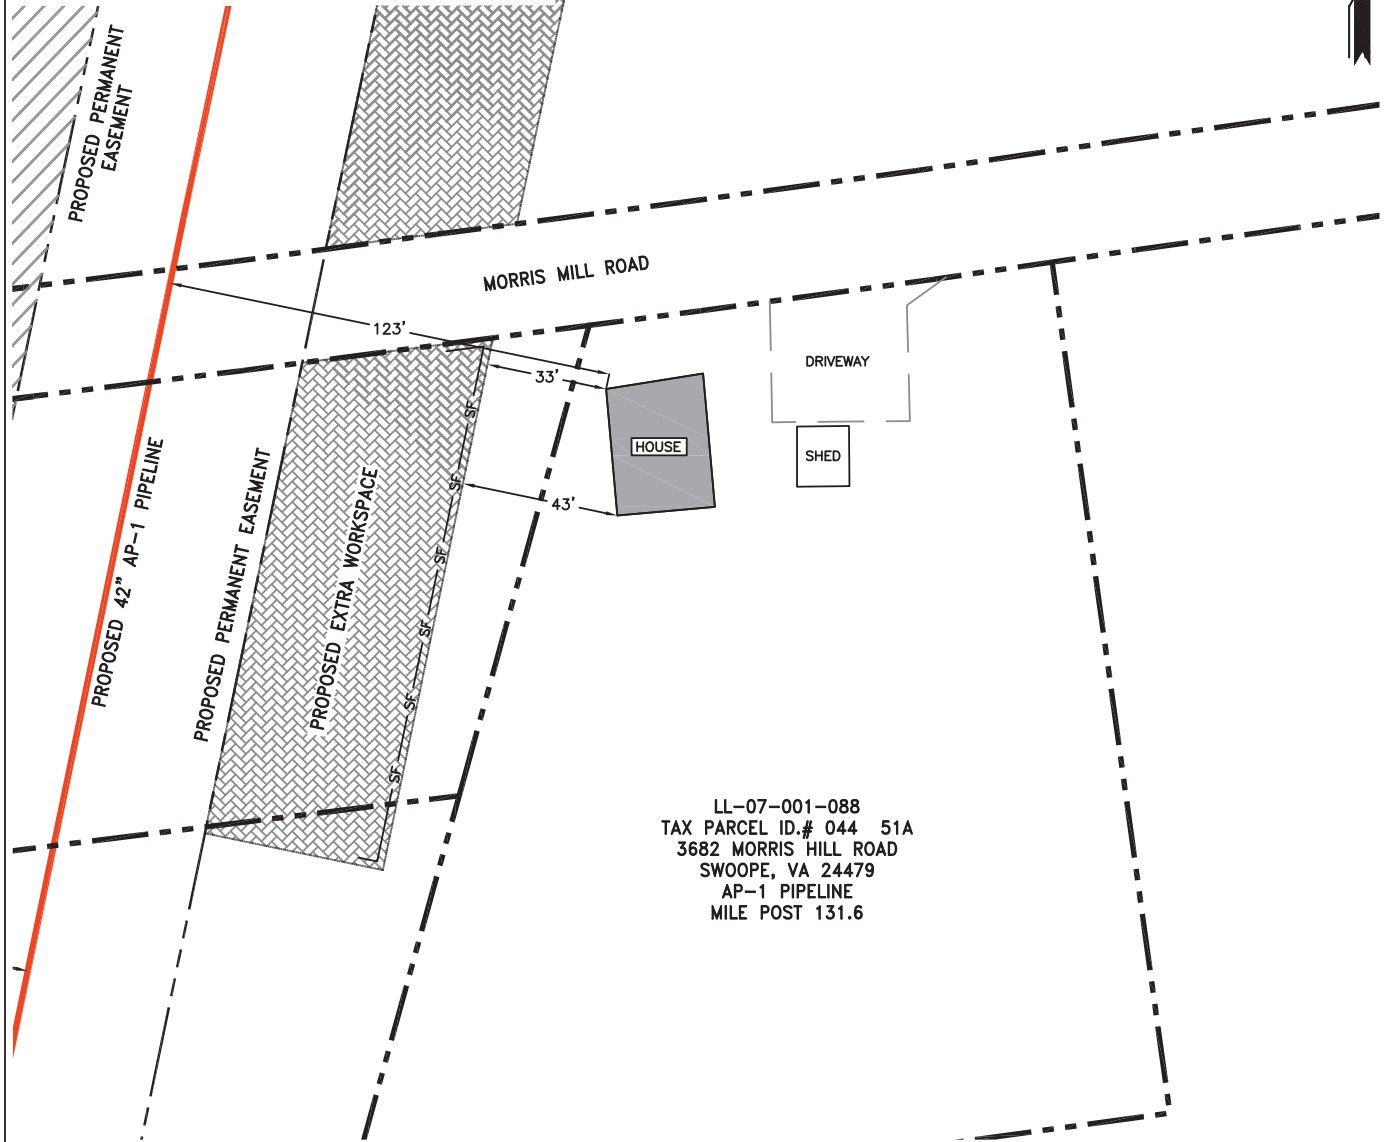 PROPOSED PERMANENT
EASEMENT
MORRIS MILL ROAD
123'
33'
DRIVEWAY
HOUSE
SHED
43'
PROPOSED 42" AP-1 PIPELINE
PROPOSED PERMANENT EASEMENT
PROPOSED EXTRA WORKSPACE
SF
SF
SF
SF
SF
SF
LL-07-001-088
TAX PARCEL ID.# 044 51A
3682 MORRIS HILL ROAD
SWOOPE, VA 24479
AP-1 PIPELINE
MILE POST 131.6